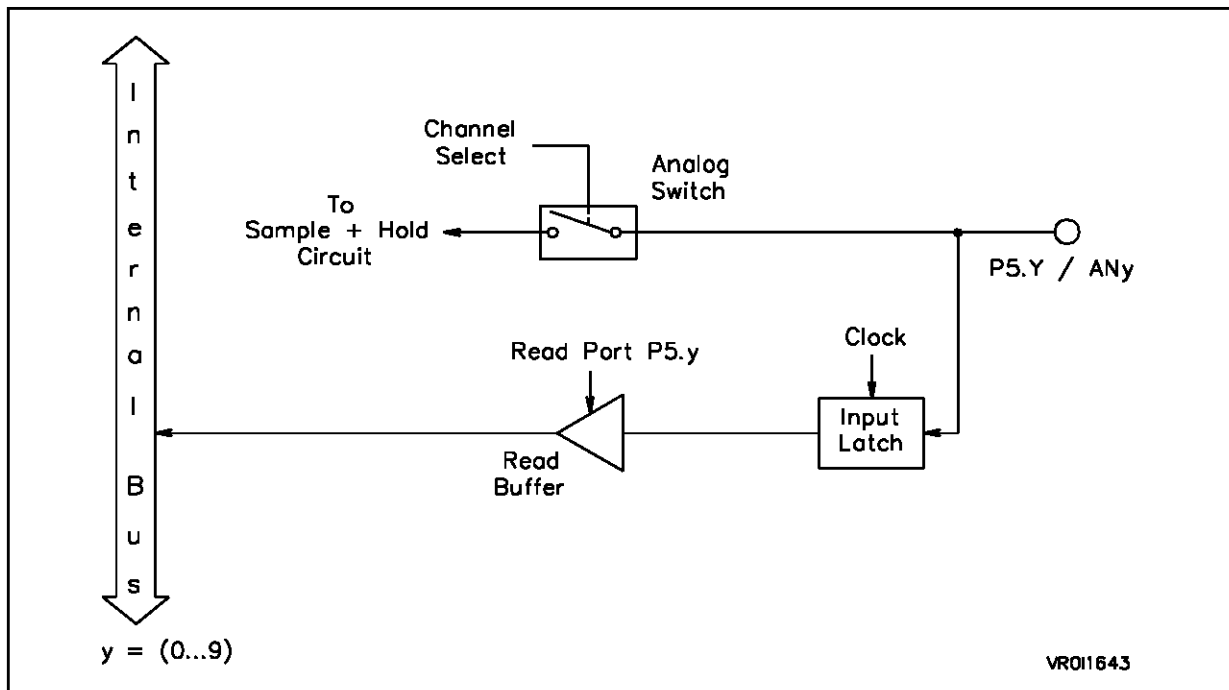 Internal Bus
Channel
Select
Analog
Switch
To
Sample + Hold
Circuit
P5.Y / ANy
Read Port P5.y
Clock
Input
Latch
Read
Buffer
y = (0...9)
VR0I1643